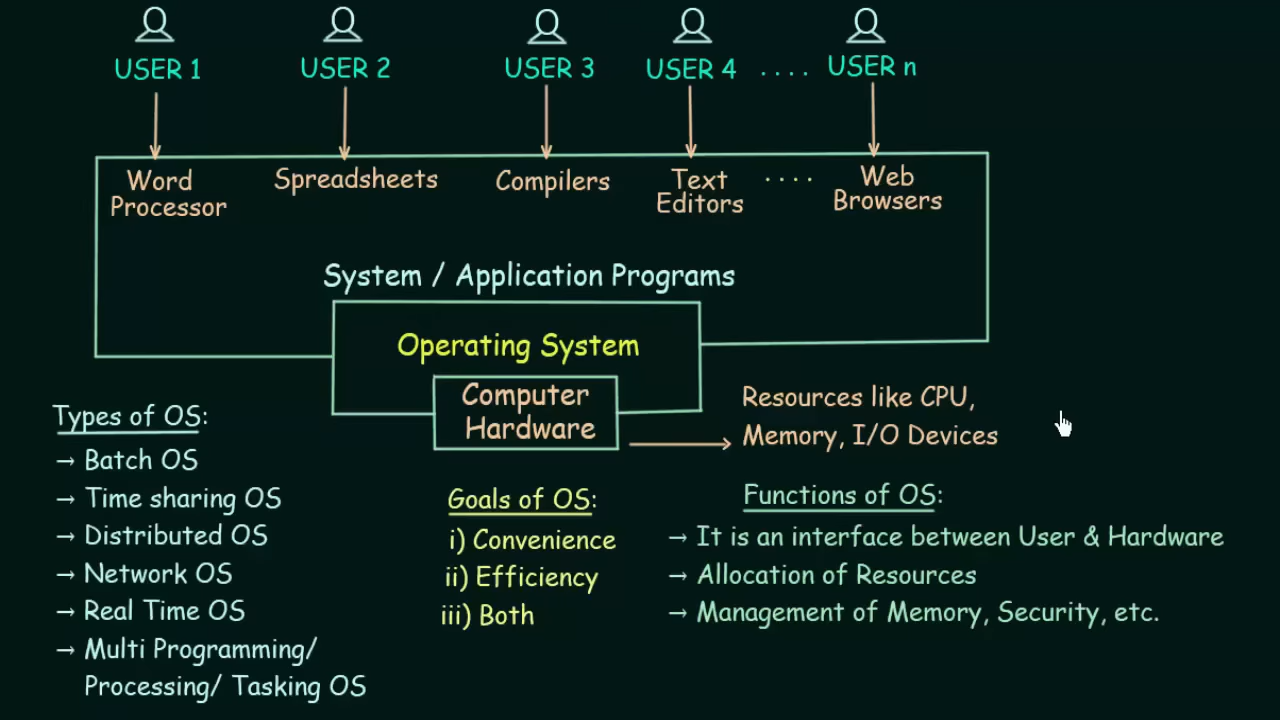 USER 1 USER 2 USER 3 USER 4 .... USER n
Word Spreadsheets Compilers Text .... Web
Processor Editors Browsers
System / Application Programs
Operating System
Computer
Hardware
Resources like CPU,
Memory, I/O Devices
Types of OS:
→ Batch OS
→ Time sharing OS
→ Distributed OS
→ Network OS
→ Real Time OS
→ Multi Programming/
Processing/ Tasking OS
Goals of OS:
i) Convenience
ii) Efficiency
iii) Both
Functions of OS:
→ It is an interface between User & Hardware
→ Allocation of Resources
→ Management of Memory, Security, etc.